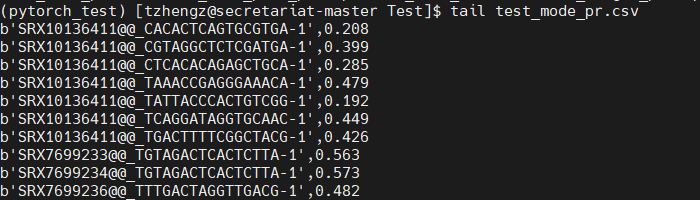 (pytorch_test) [tzhengz@secretariat-master Test]$ tail test_mode_pr.csv
b'SRX10136411@@_CACACTCAGTGCGTGA-1',0.208
b'SRX10136411@@_CGTAGGCTCTCGATGA-1',0.399
b'SRX10136411@@_CTCACACAGAGCTGCA-1',0.285
b'SRX10136411@@_TAAACCGAGGGAAACA-1',0.479
b'SRX10136411@@_TATTACCCACTGTCGG-1',0.192
b'SRX10136411@@_TCAGGATAGGTGCAAC-1',0.449
b'SRX10136411@@_TGACTTTTCGGCTACG-1',0.426
b'SRX7699233@@_TGTAGACTCACTCTTA-1',0.563
b'SRX7699234@@_TGTAGACTCACTCTTA-1',0.573
b'SRX7699236@@_TTTGACTAGGTTGACG-1',0.482